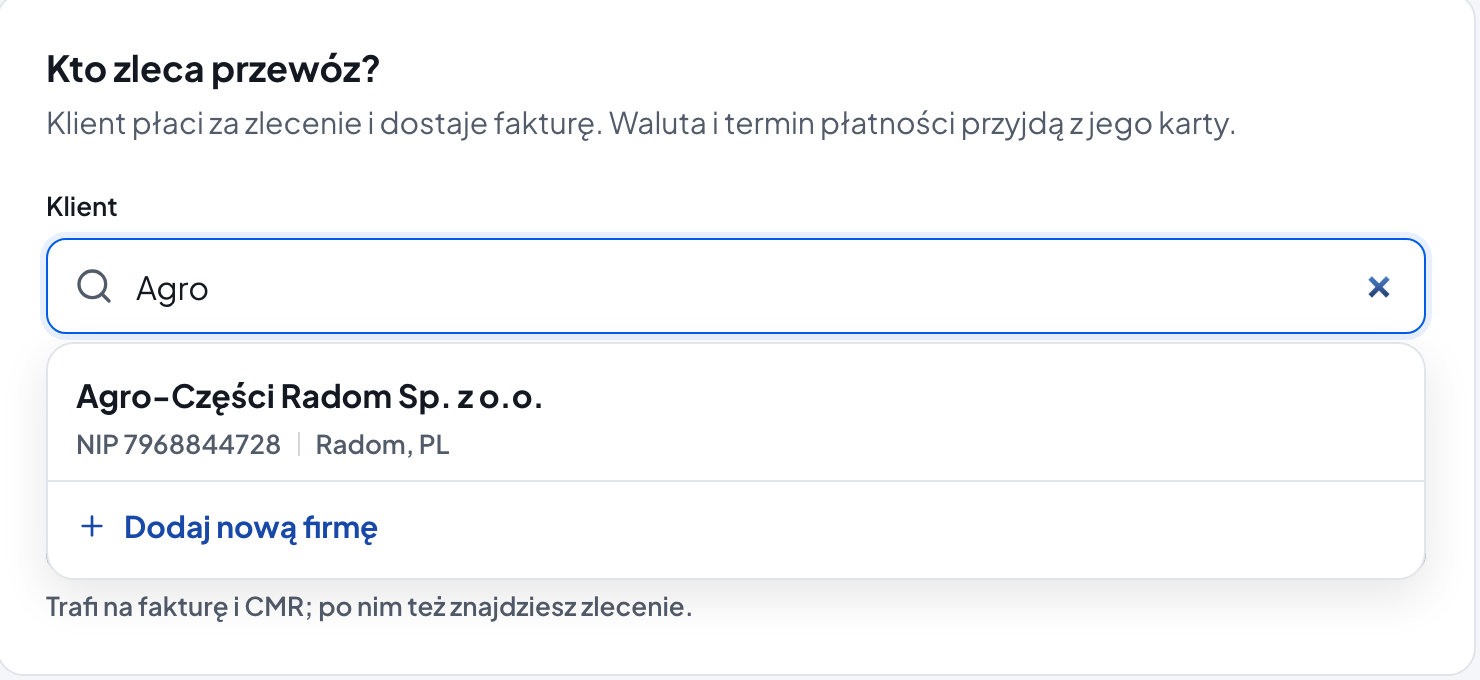 Kto zleca przewóz?
Klient płaci za zlecenie i dostaje fakturę. Waluta i termin płatności przyjdą z jego karty.
Klient
Agro
Agro-Części Radom Sp. z o.o.
NIP 7968844728 | Radom, PL
+ Dodaj nową firmę
Trafi na fakturę i CMR; po nim też znajdziesz zlecenie.